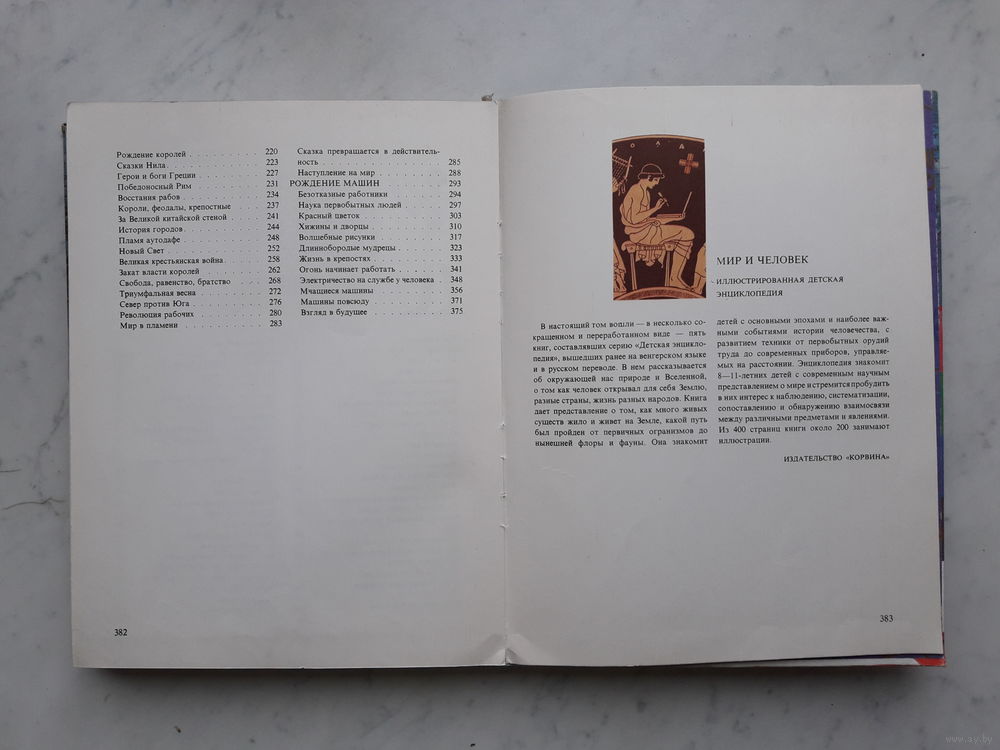 Рождение королей . . . . . . . . . 220
Сказки Нила . . . . . . . . . . . . 223
Герои и боги Греции . . . . . . . 227
Победоносный Рим . . . . . . . . 231
Восстания рабов . . . . . . . . . . 234
Короли, феодалы, крепостные 237
За Великой китайской стеной . 241
История городов . . . . . . . . . . 244
Пламя аутодафе . . . . . . . . . . 248
Новый Свет . . . . . . . . . . . . . 252
Великая крестьянская война . . 258
Закат власти королей . . . . . . . 262
Свобода, равенство, братство 268
Триумфальная весна . . . . . . . 272
Север против Юга . . . . . . . . . 276
Революция рабочих . . . . . . . . 280
Мир в пламени . . . . . . . . . . . 283
Сказка превращается в действитель-
ность . . . . . . . . . . . . . . . . 285
Наступление на мир . . . . . . . . 288
РОЖДЕНИЕ МАШИН . . . . . . . . 293
Безотказные работники . . . . . . 294
Наука первобытных людей . . . . 297
Красный цветок . . . . . . . . . . . 303
Хижины и дворцы . . . . . . . . . . 310
Волшебные рисунки . . . . . . . . 317
Длиннобородые мудрецы . . . . . 323
Жизнь в крепостях . . . . . . . . . 333
Огонь начинает работать . . . . . 341
Электричество на службе у человека . 348
Мчащиеся машины . . . . . . . . . 356
Машины повсюду . . . . . . . . . . 371
Взгляд в будущее . . . . . . . . . . 375
382
МИР И ЧЕЛОВЕК
ИЛЛЮСТРИРОВАННАЯ ДЕТСКАЯ
ЭНЦИКЛОПЕДИЯ
В настоящий том вошли — в несколько со-
кращенном и переработанном виде — пять
книг, составлявших серию «Детская энцикло-
педия», вышедших ранее на венгерском языке
и в русском переводе. В нем рассказывается
об окружающей нас природе и Вселенной,
о том как человек открывал для себя Землю,
разные страны, жизнь разных народов. Книга
дает представление о том, как много живых
существ жило и живет на Земле, какой путь
был пройден от первичных организмов до
нынешней флоры и фауны. Она знакомит
детей с основными эпохами и наиболее важ-
ными событиями истории человечества, с
развитием техники от первобытных орудий
труда до современных приборов, управляе-
мых на расстоянии. Энциклопедия знакомит
8—11-летних детей с современным научным
представлением о мире и стремится пробудить
в них интерес к наблюдению, систематизации,
сопоставлению и обнаружению взаимосвязи
между различными предметами и явлениями.
Из 400 страниц книги около 200 занимают
иллюстрации.
ИЗДАТЕЛЬСТВО «КОРВИНА»
383
www.ay.by